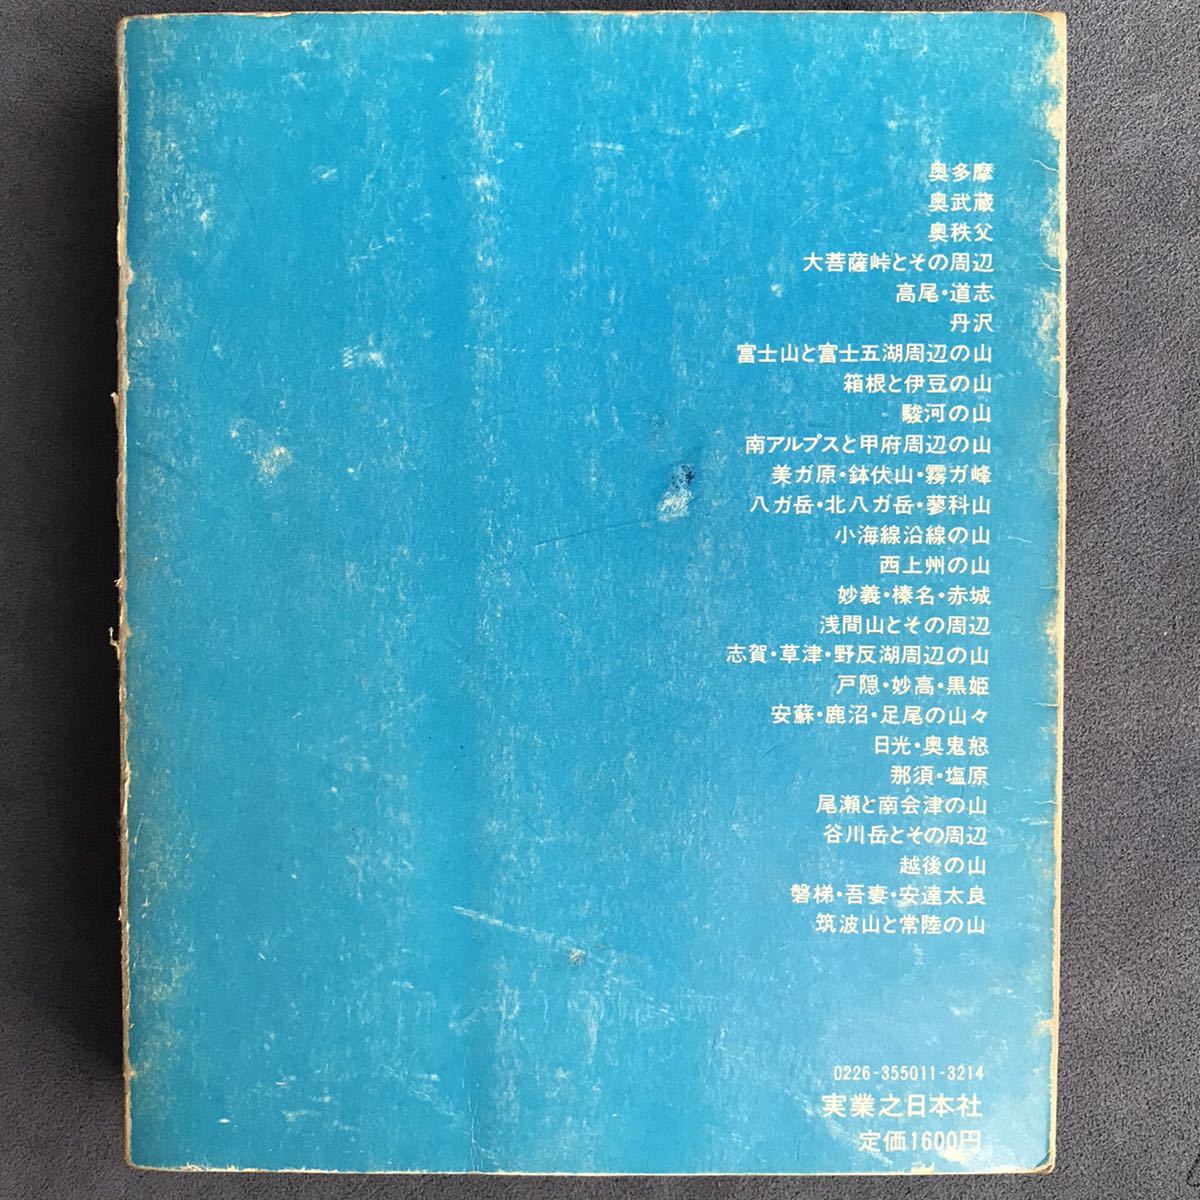 奥多摩
奥武蔵
奥秩父
大菩薩峠とその周辺
高尾・道志
丹沢
富士山と富士五湖周辺の山
箱根と伊豆の山
駿河の山
南アルプスと甲府周辺の山
美ガ原・鉢伏山・霧ガ峰
八ガ岳・北八ガ岳・蓼科山
小海線沿線の山
西上州の山
妙義・榛名・赤城
浅間山とその周辺
志賀・草津・野反湖周辺の山
戸隠・妙高・黒姫
安蘇・鹿沼・足尾の山々
日光・奥鬼怒
那須・塩原
尾瀬と南会津の山
谷川岳とその周辺
越後の山
磐梯・吾妻・安達太良
筑波山と常陸の山
0226-355011-3214
実業之日本社
定価1600円